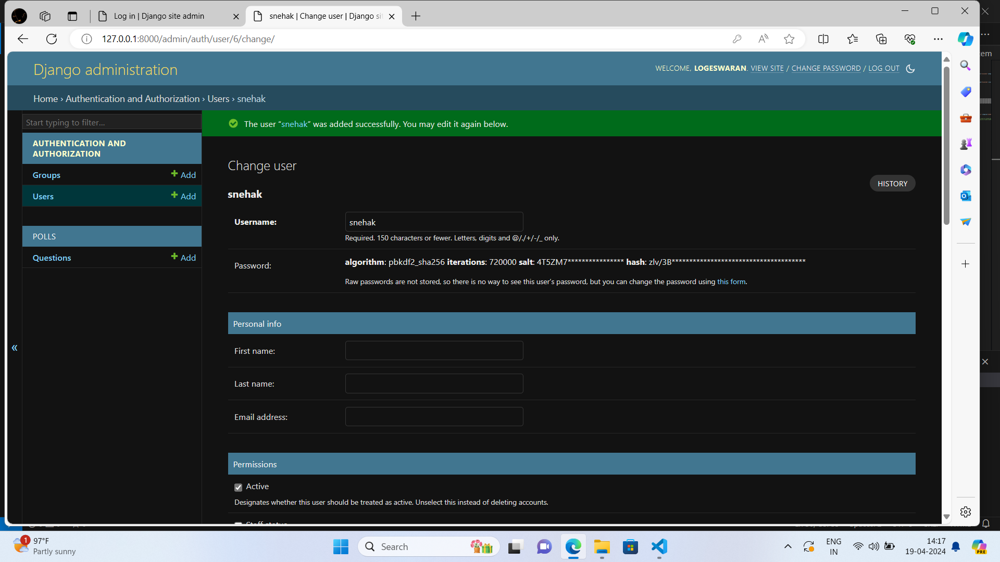 Log in | Django site admin
snehak | Change user | Django si
127.0.0.1:8000/admin/auth/user/6/change/
Django administration
WELCOME, LOGESWARAN. VIEW SITE / CHANGE PASSWORD / LOG OUT
Home › Authentication and Authorization › Users › snehak
Start typing to filter...
The user “snehak” was added successfully. You may edit it again below.
AUTHENTICATION AND
AUTHORIZATION
Groups + Add
Users + Add
POLLS
Questions + Add
«
Change user
HISTORY
snehak
Username: snehak
Required. 150 characters or fewer. Letters, digits and @/./+/-/_ only.
Password: algorithm: pbkdf2_sha256 iterations: 720000 salt: 4T5ZM7**************** hash: zlv/3B**************************************
Raw passwords are not stored, so there is no way to see this user’s password, but you can change the password using this form.
Personal info
First name:
Last name:
Email address:
Permissions
Active
Designates whether this user should be treated as active. Unselect this instead of deleting accounts.
Staff status
1
97°F
Partly sunny
Search
ENG
IN
14:17
19-04-2024
PRE